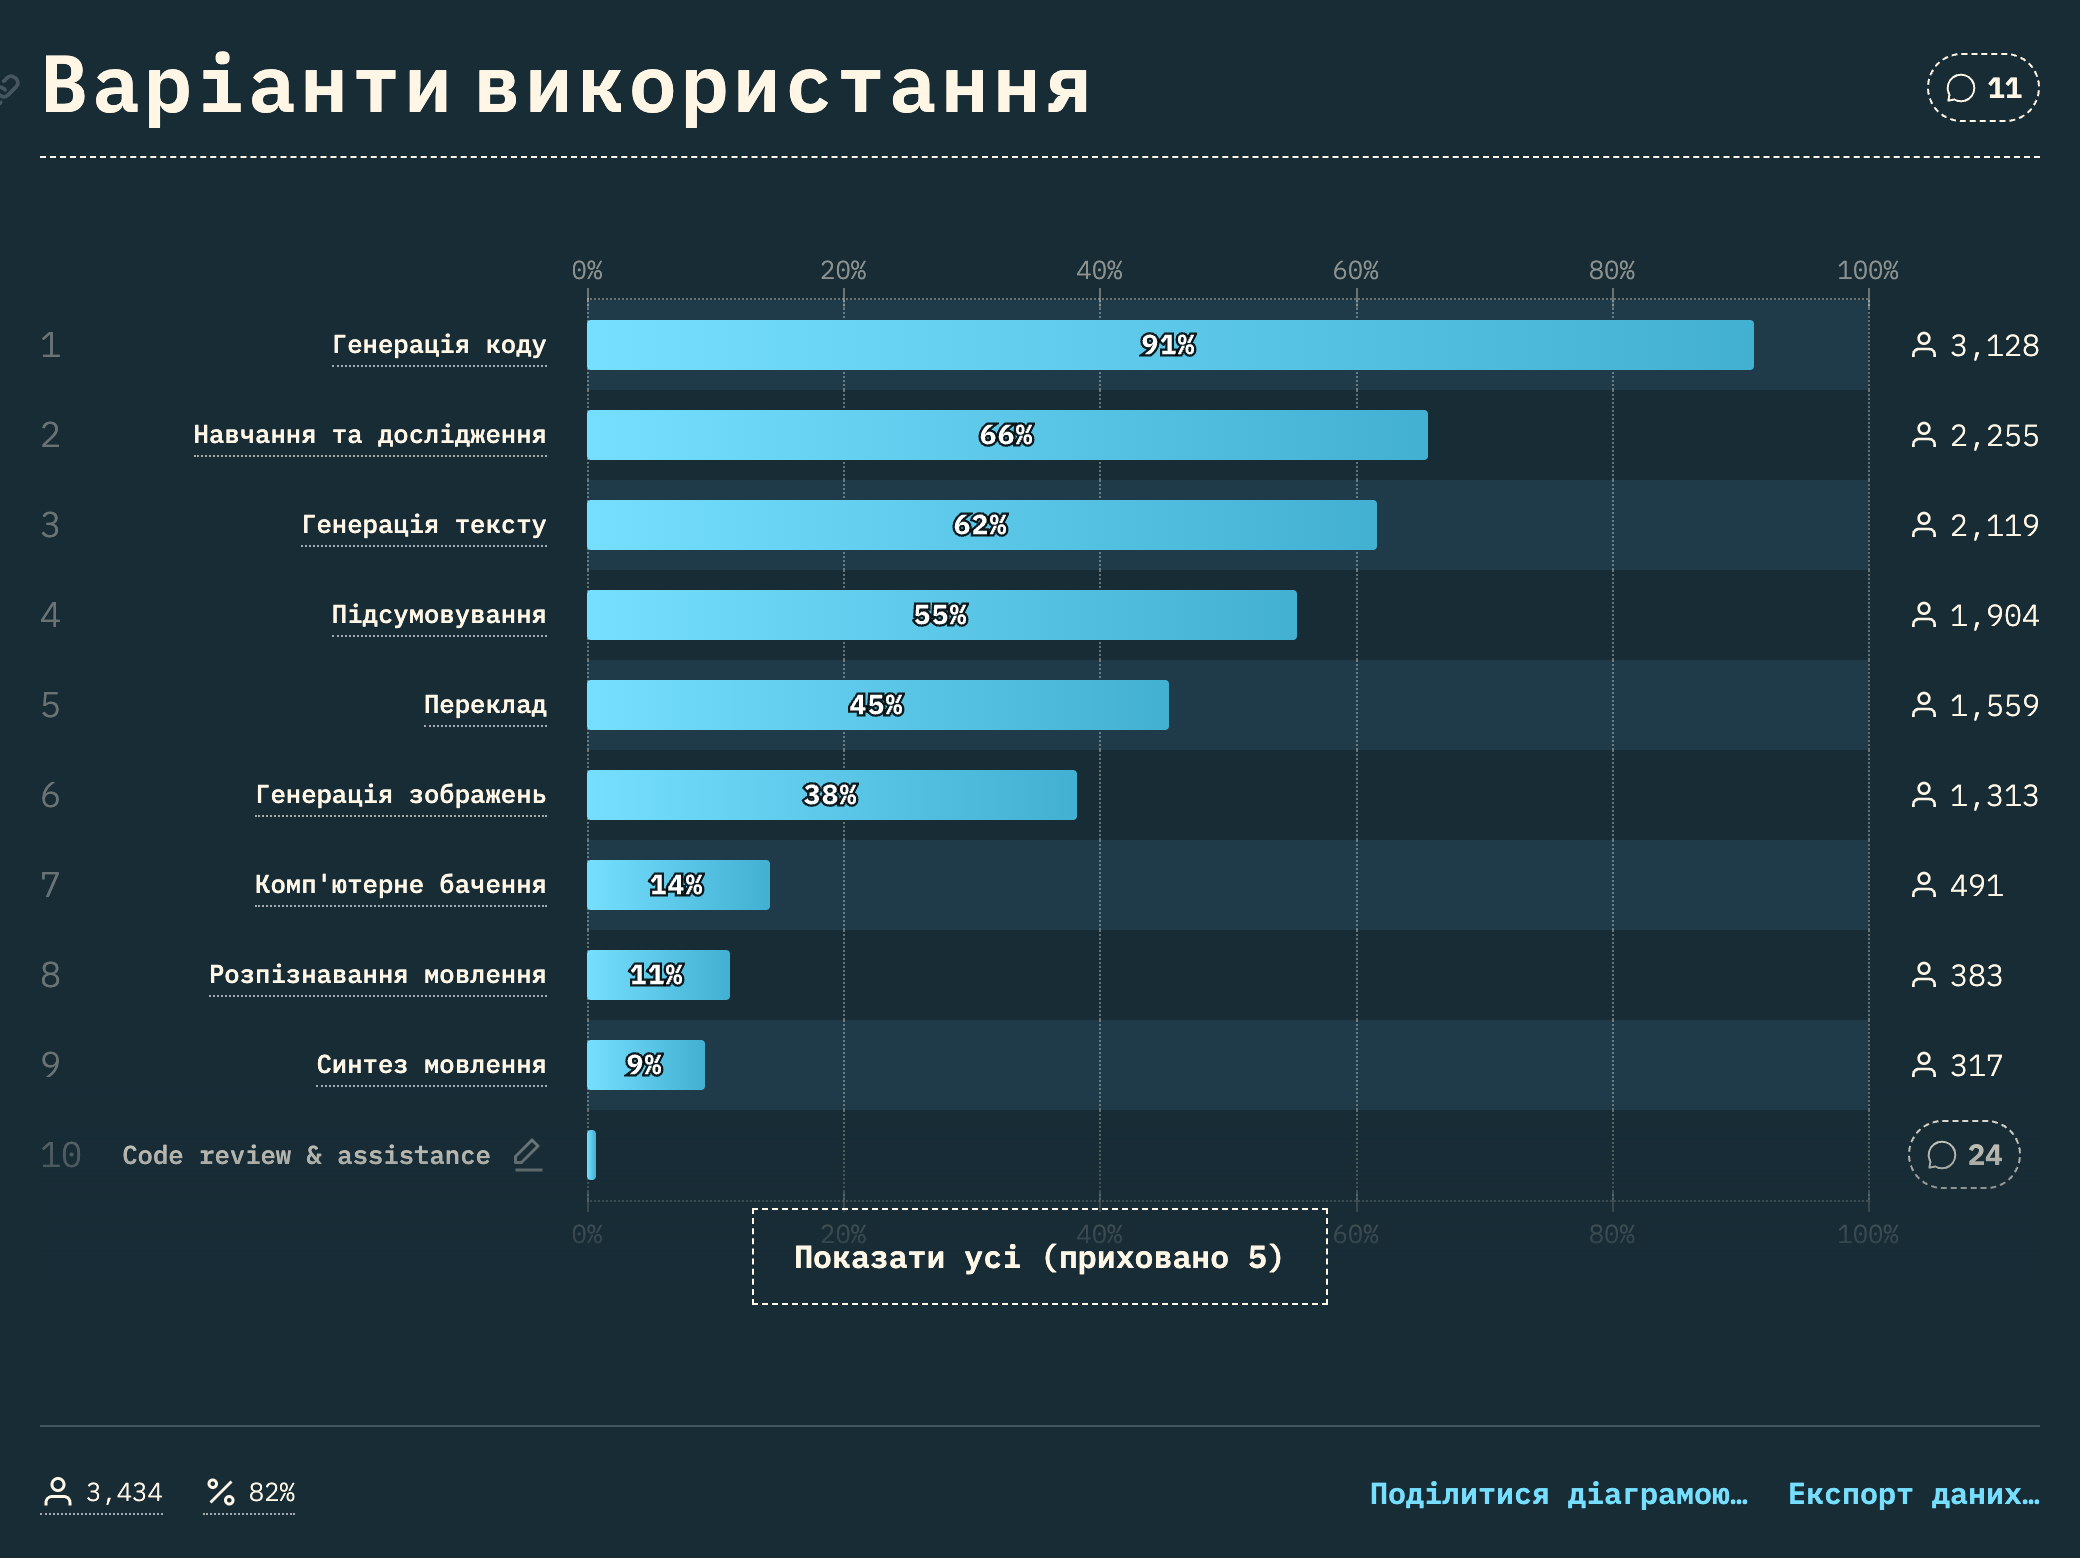 Варіанти використання
11
0% 20% 40% 60% 80% 100%
1 Генерація коду 91% 3,128
2 Навчання та дослідження 66% 2,255
3 Генерація тексту 62% 2,119
4 Підсумовування 55% 1,904
5 Переклад 45% 1,559
6 Генерація зображень 38% 1,313
7 Комп'ютерне бачення 14% 491
8 Розпізнавання мовлення 11% 383
9 Синтез мовлення 9% 317
10 Code review & assistance 24
0% 20% 40% 60% 80% 100%
Показати усі (приховано 5)
3,434 82% Поділитися діаграмою… Експорт даних…